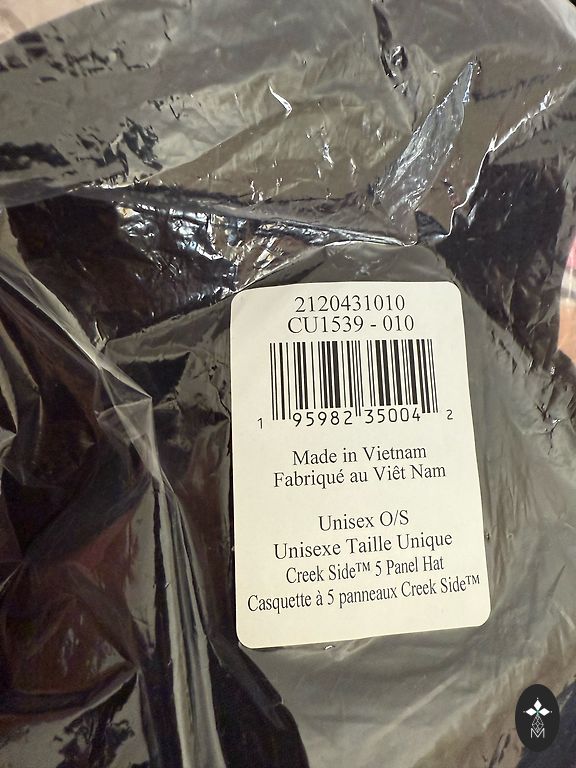 2120431010
CU1539 - 010
1 95982 35004 2
Made in Vietnam
Fabriqué au Viêt Nam
Unisex O/S
Unisexe Taille Unique
Creek Side™ 5 Panel Hat
Casquette à 5 panneaux Creek Side™
M